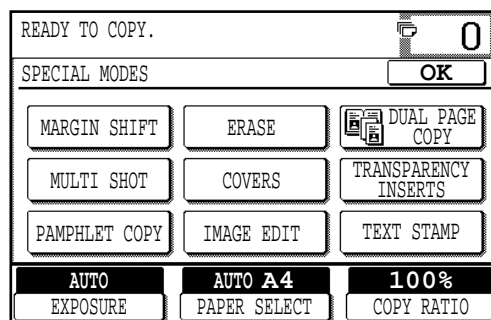 READY TO COPY.
0
SPECIAL MODES
OK
MARGIN SHIFT
ERASE
DUAL PAGE
COPY
MULTI SHOT
COVERS
TRANSPARENCY
INSERTS
PAMPHLET COPY
IMAGE EDIT
TEXT STAMP
AUTO
AUTO A4
100%
EXPOSURE
PAPER SELECT
COPY RATIO